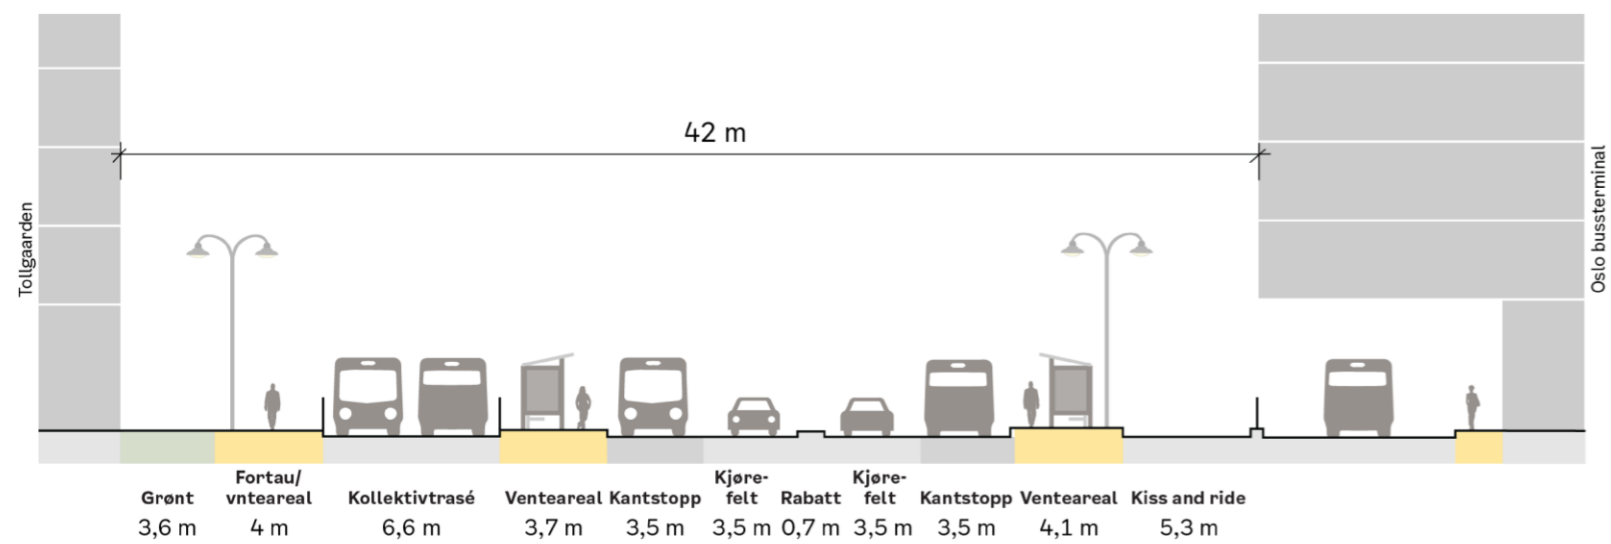 42 m
Tollgaarden
Oslo bussterminal
Grønt
3,6 m
Fortau/
vnteareal
4 m
Kollektivtrasé
6,6 m
Venteareal
3,7 m
Kantstopp
3,5 m
Kjøre-
felt
3,5 m
Rabatt
0,7 m
Kjøre-
felt
3,5 m
Kantstopp
3,5 m
Venteareal
4,1 m
Kiss and ride
5,3 m